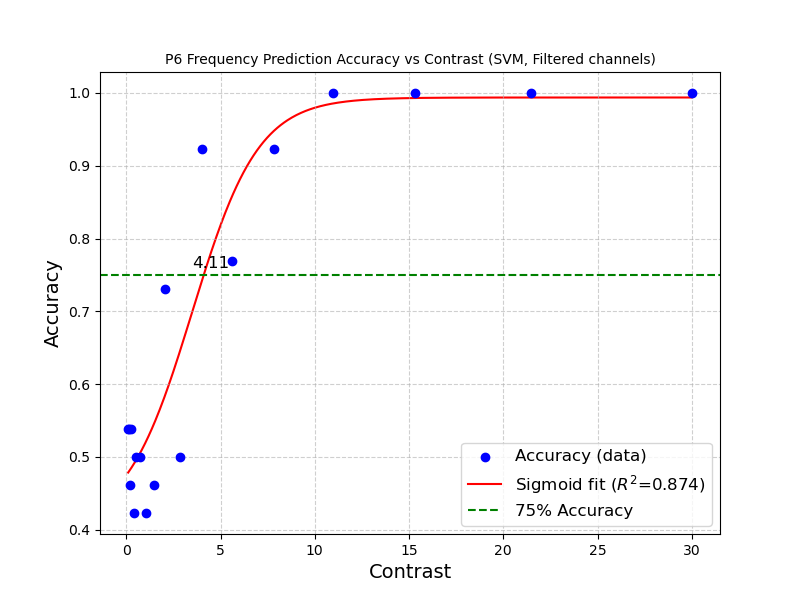 P6 Frequency Prediction Accuracy vs Contrast (SVM, Filtered channels)
1.0
0.9
0.8
4.11
0.7
0.6
0.5
0.4
Accuracy
Accuracy (data)
Sigmoid fit (R²=0.874)
75% Accuracy
0 5 10 15 20 25 30
Contrast